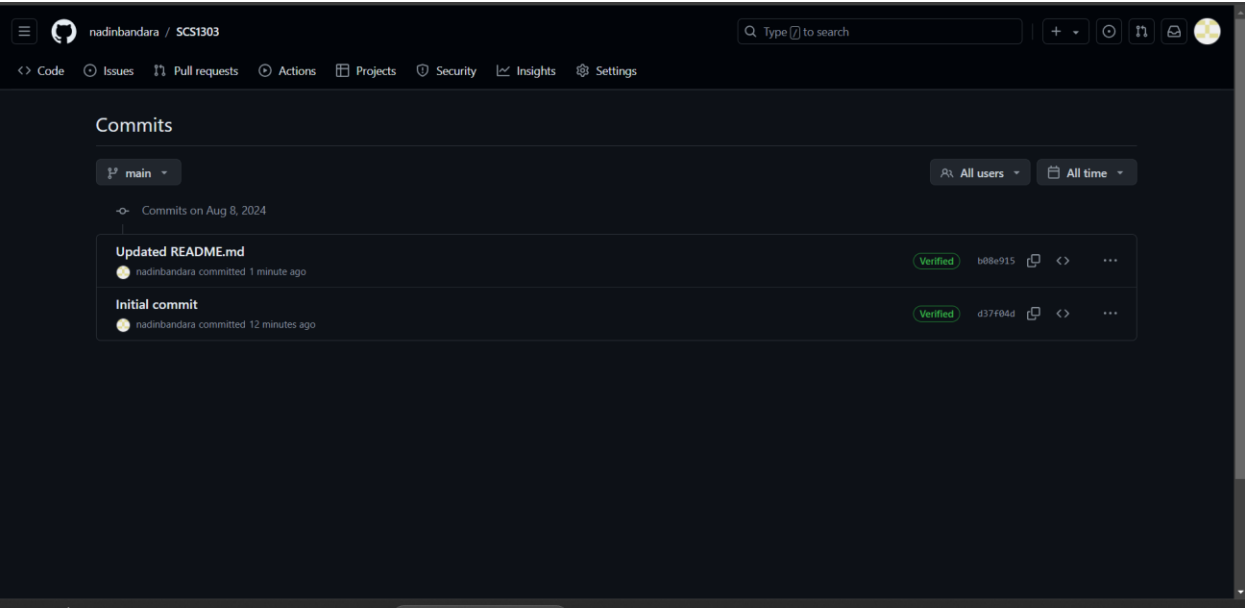 nadinbandara / SCS1303
Type / to search
Code Issues Pull requests Actions Projects Security Insights Settings
Commits
main All users All time
Commits on Aug 8, 2024
Updated README.md
nadinbandara committed 1 minute ago
Verified b08e915
Initial commit
nadinbandara committed 12 minutes ago
Verified d37f04d